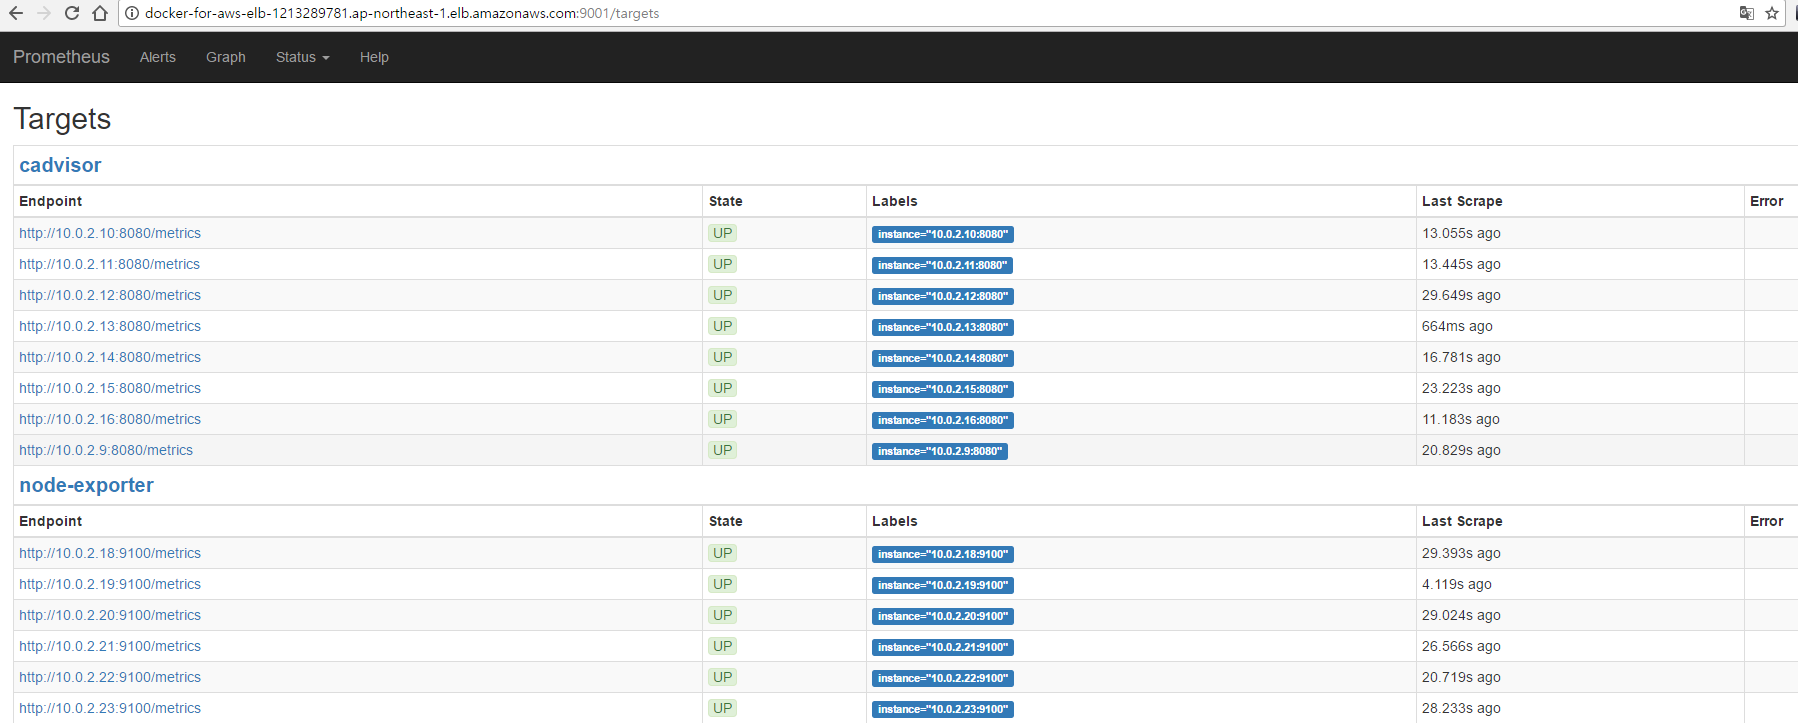 docker-for-aws-elb-1213289781.ap-northeast-1.elb.amazonaws.com:9001/targets
Prometheus Alerts Graph Status Help
Targets
cadvisor
Endpoint State Labels Last Scrape Error
http://10.0.2.10:8080/metrics UP instance="10.0.2.10:8080" 13.055s ago
http://10.0.2.11:8080/metrics UP instance="10.0.2.11:8080" 13.445s ago
http://10.0.2.12:8080/metrics UP instance="10.0.2.12:8080" 29.649s ago
http://10.0.2.13:8080/metrics UP instance="10.0.2.13:8080" 664ms ago
http://10.0.2.14:8080/metrics UP instance="10.0.2.14:8080" 16.781s ago
http://10.0.2.15:8080/metrics UP instance="10.0.2.15:8080" 23.223s ago
http://10.0.2.16:8080/metrics UP instance="10.0.2.16:8080" 11.183s ago
http://10.0.2.9:8080/metrics UP instance="10.0.2.9:8080" 20.829s ago
node-exporter
Endpoint State Labels Last Scrape Error
http://10.0.2.18:9100/metrics UP instance="10.0.2.18:9100" 29.393s ago
http://10.0.2.19:9100/metrics UP instance="10.0.2.19:9100" 4.119s ago
http://10.0.2.20:9100/metrics UP instance="10.0.2.20:9100" 29.024s ago
http://10.0.2.21:9100/metrics UP instance="10.0.2.21:9100" 26.566s ago
http://10.0.2.22:9100/metrics UP instance="10.0.2.22:9100" 20.719s ago
http://10.0.2.23:9100/metrics UP instance="10.0.2.23:9100" 28.233s ago